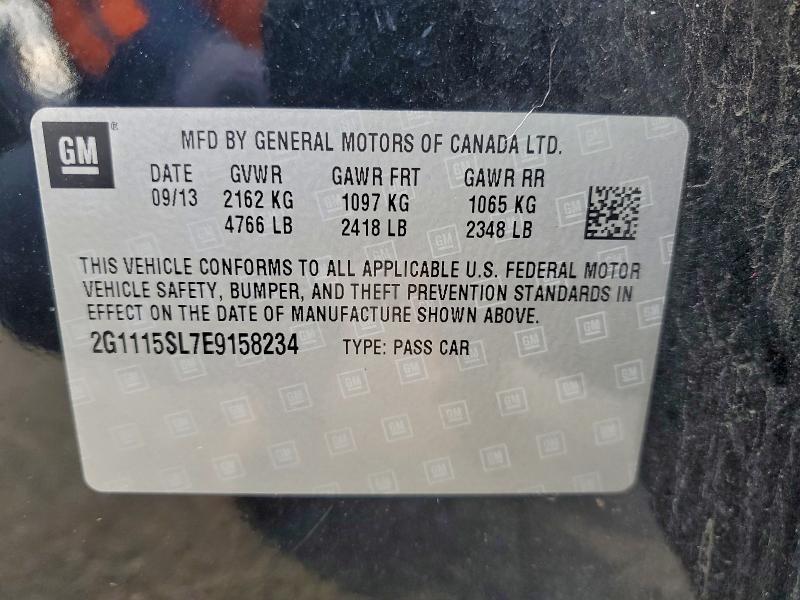 GM ®
MFD BY GENERAL MOTORS OF CANADA LTD.
DATE GVWR GAWR FRT GAWR RR
09/13 2162 KG 1097 KG 1065 KG
4766 LB 2418 LB 2348 LB
THIS VEHICLE CONFORMS TO ALL APPLICABLE U.S. FEDERAL MOTOR
VEHICLE SAFETY, BUMPER, AND THEFT PREVENTION STANDARDS IN
EFFECT ON THE DATE OF MANUFACTURE SHOWN ABOVE.
2G1115SL7E9158234 TYPE: PASS CAR